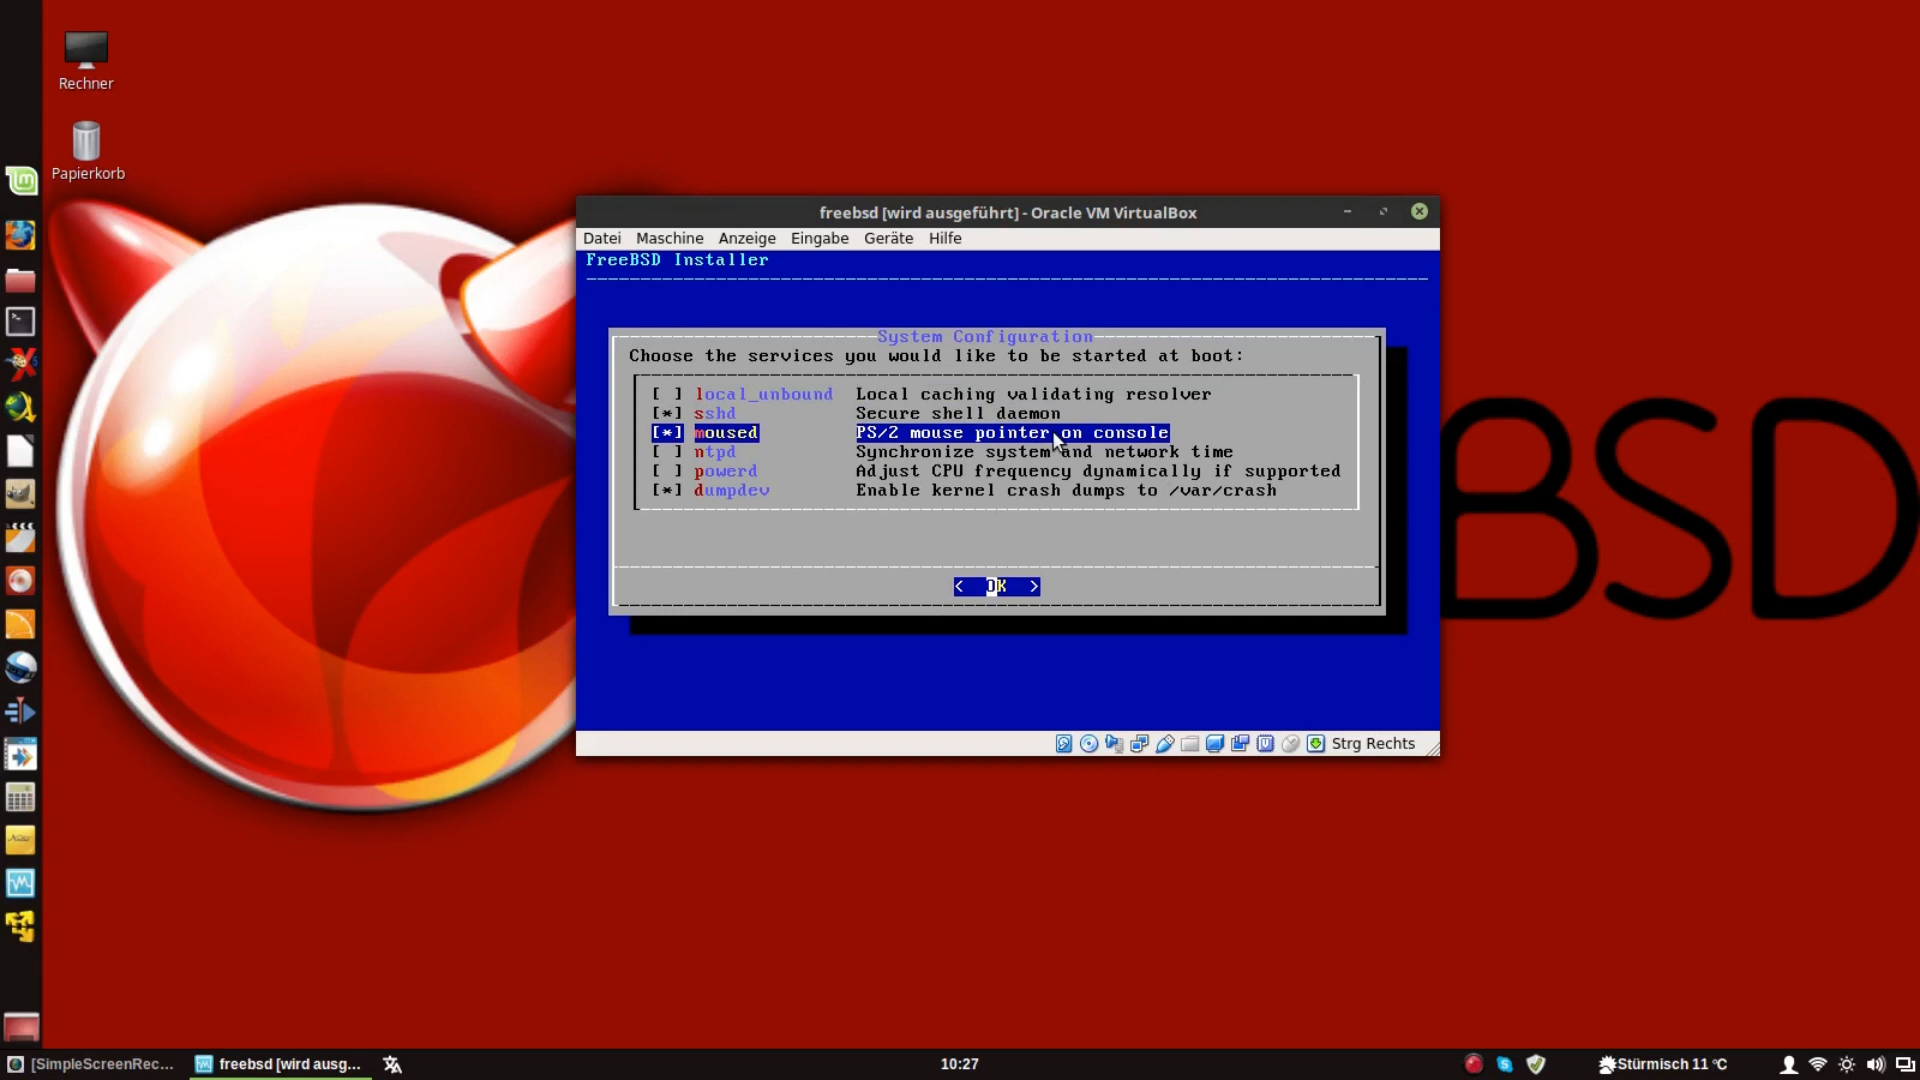 Rechner
Papierkorb
freebsd [wird ausgeführt] - Oracle VM VirtualBox
Datei Maschine Anzeige Eingabe Geräte Hilfe
FreeBSD Installer
System Configuration
Choose the services you would like to be started at boot:
[ ] local_unbound Local caching validating resolver
[*] sshd Secure shell daemon
[*] moused PS/2 mouse pointer on console
[ ] ntpd Synchronize system and network time
[ ] powerd Adjust CPU frequency dynamically if supported
[*] dumpdev Enable kernel crash dumps to /var/crash
< OK >
BSD
Strg Rechts
[SimpleScreenRec... freebsd [wird ausg... 10:27 Stürmisch 11 °C